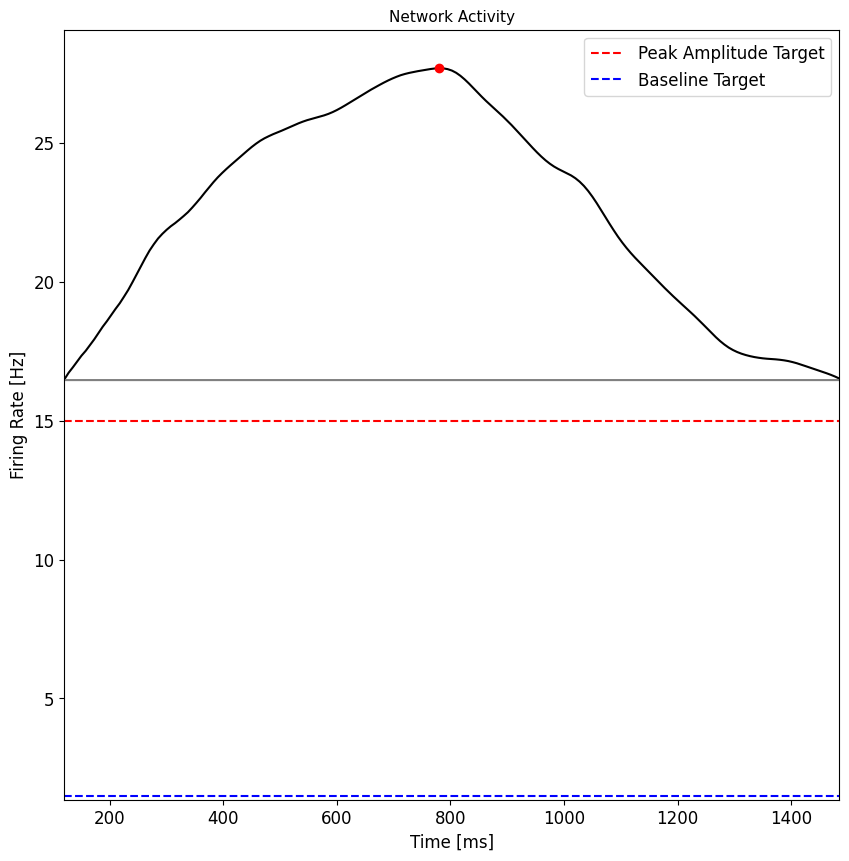 Network Activity
Peak Amplitude Target
Baseline Target
Firing Rate [Hz]
25
20
15
10
5
200 400 600 800 1000 1200 1400
Time [ms]